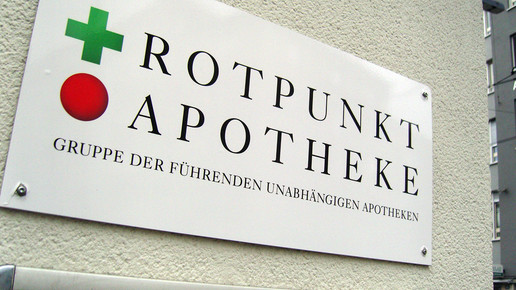 ROTPUNKT
APOTHEKE
GRUPPE DER FÜHRENDEN UNABHÄNGIGEN APOTHEKEN